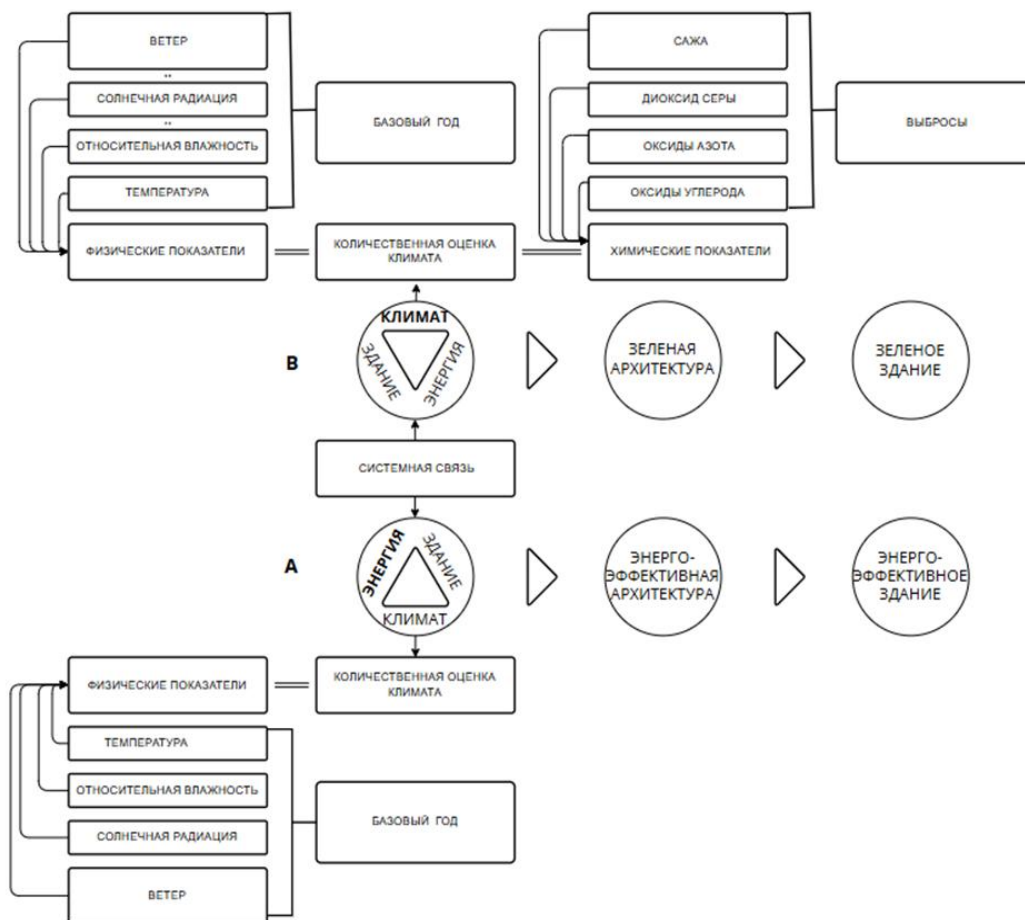 ВЕТЕР
СОЛНЕЧНАЯ РАДИАЦИЯ
ОТНОСИТЕЛЬНАЯ ВЛАЖНОСТЬ
ТЕМПЕРАТУРА
ФИЗИЧЕСКИЕ ПОКАЗАТЕЛИ
БАЗОВЫЙ ГОД
КОЛИЧЕСТВЕННАЯ ОЦЕНКА
КЛИМАТА
САЖА
ДИОКСИД СЕРЫ
ОКСИДЫ АЗОТА
ОКСИДЫ УГЛЕРОДА
ХИМИЧЕСКИЕ ПОКАЗАТЕЛИ
ВЫБРОСЫ
B
КЛИМАТ
ЗДАНИЕ
ЭНЕРГИЯ
ЗЕЛЕНАЯ
АРХИТЕКТУРА
ЗЕЛЕНОЕ
ЗДАНИЕ
СИСТЕМНАЯ СВЯЗЬ
A
ЭНЕРГИЯ
ЗДАНИЕ
КЛИМАТ
ЭНЕРГО-
ЭФФЕКТИВНАЯ
АРХИТЕКТУРА
ЭНЕРГО-
ЭФФЕКТИВНОЕ
ЗДАНИЕ
ФИЗИЧЕСКИЕ ПОКАЗАТЕЛИ
КОЛИЧЕСТВЕННАЯ ОЦЕНКА
КЛИМАТА
ТЕМПЕРАТУРА
ОТНОСИТЕЛЬНАЯ ВЛАЖНОСТЬ
СОЛНЕЧНАЯ РАДИАЦИЯ
ВЕТЕР
БАЗОВЫЙ ГОД